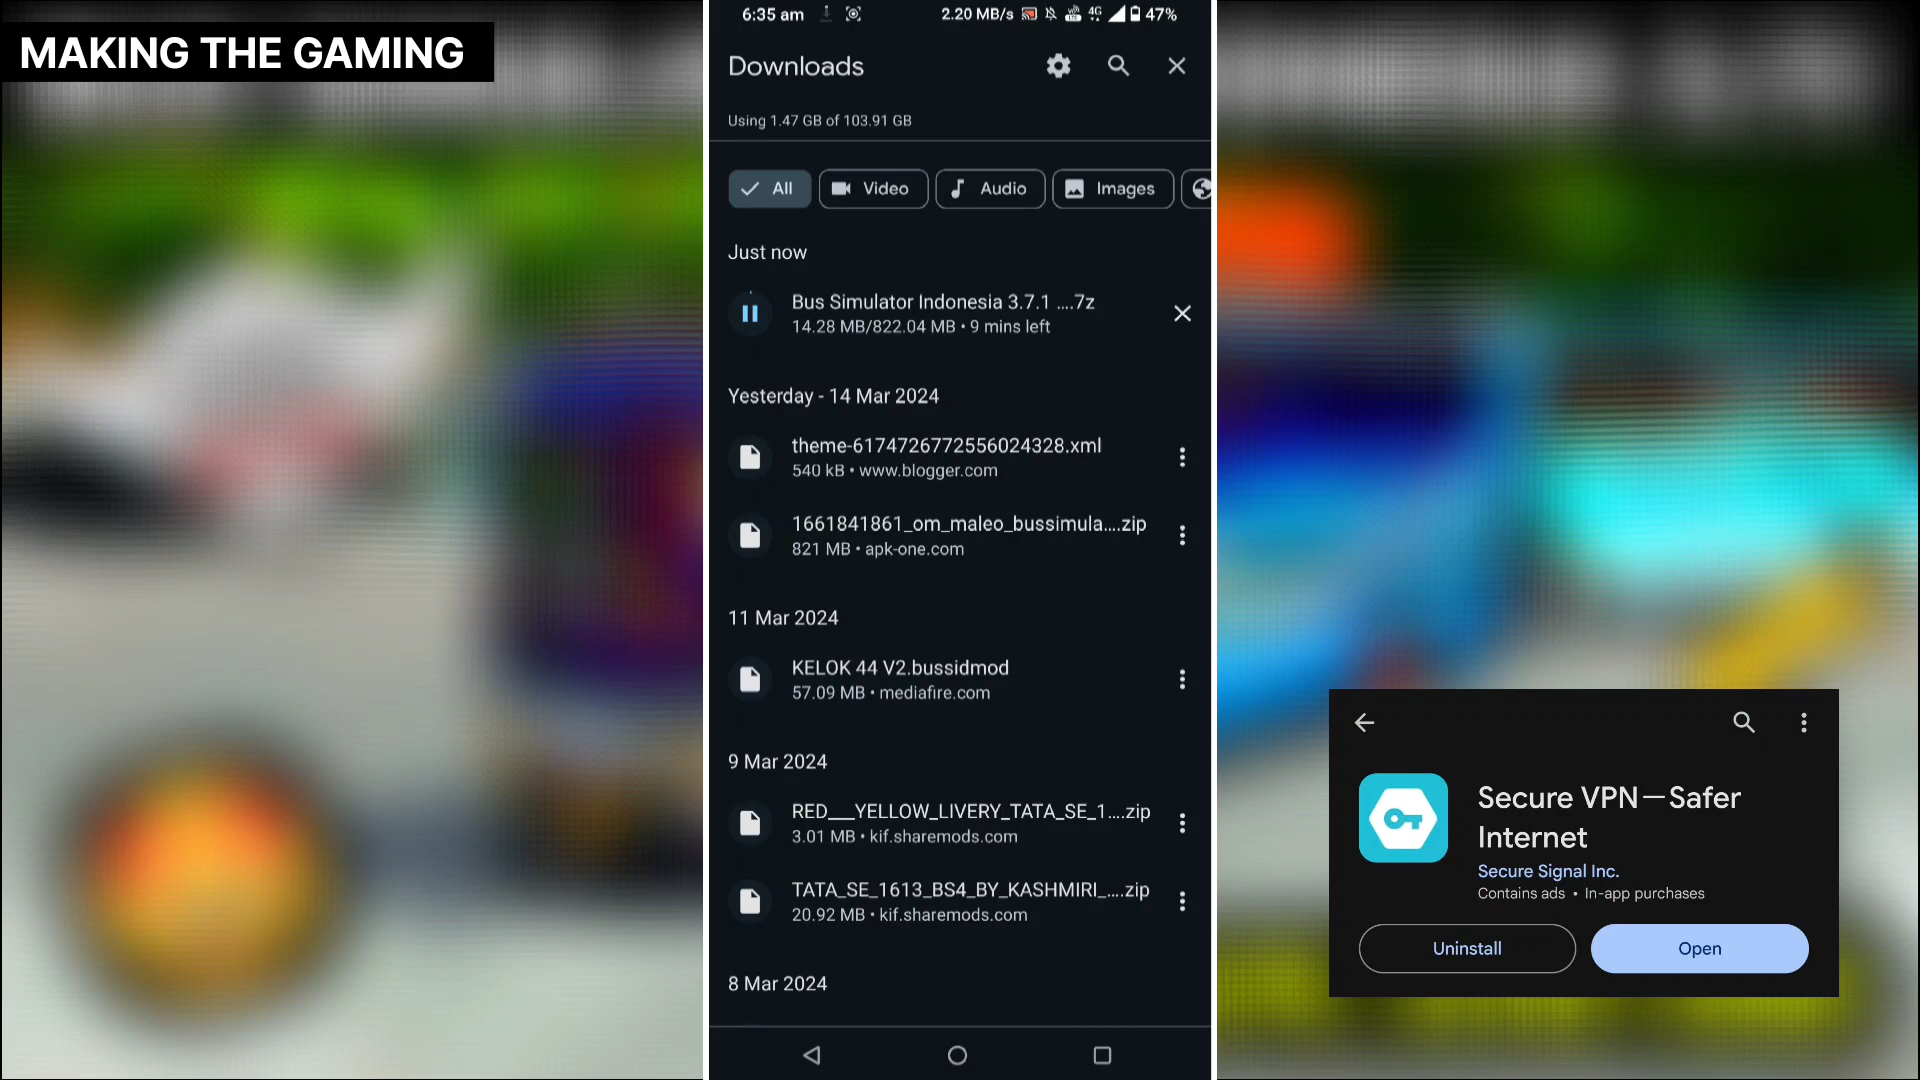 MAKING THE GAMING
6:35 am
2.20 MB/s 4G 47%
Downloads
Using 1.47 GB of 103.91 GB
All Video Audio Images
Just now
Bus Simulator Indonesia 3.7.1 ....7z
14.28 MB/822.04 MB • 9 mins left
Yesterday - 14 Mar 2024
theme-6174726772556024328.xml
540 kB • www.blogger.com
1661841861_om_maleo_bussimula....zip
821 MB • apk-one.com
11 Mar 2024
KELOK 44 V2.bussidmod
57.09 MB • mediafire.com
9 Mar 2024
RED___YELLOW_LIVERY_TATA_SE_1....zip
3.01 MB • kif.sharemods.com
TATA_SE_1613_BS4_BY_KASHMIRI_....zip
20.92 MB • kif.sharemods.com
8 Mar 2024
Secure VPN—Safer
Internet
Secure Signal Inc.
Contains ads • In-app purchases
Uninstall Open